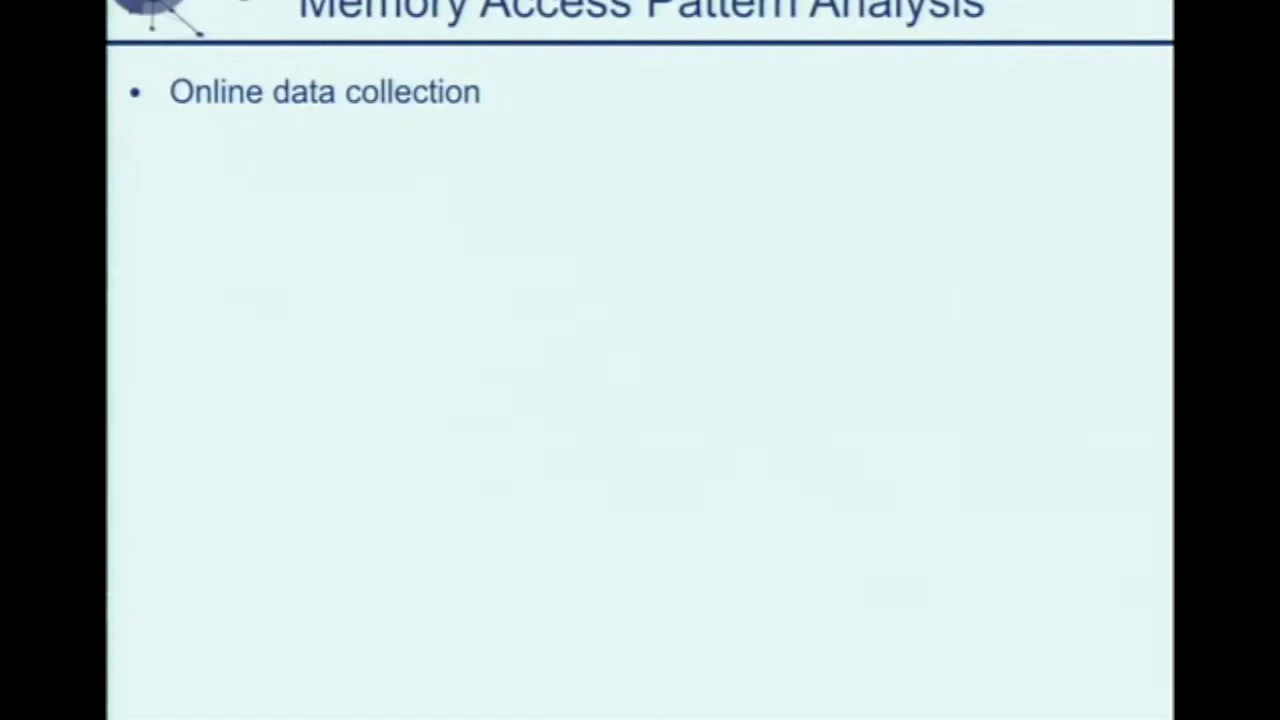 Memory Access Pattern Analysis
• Online data collection